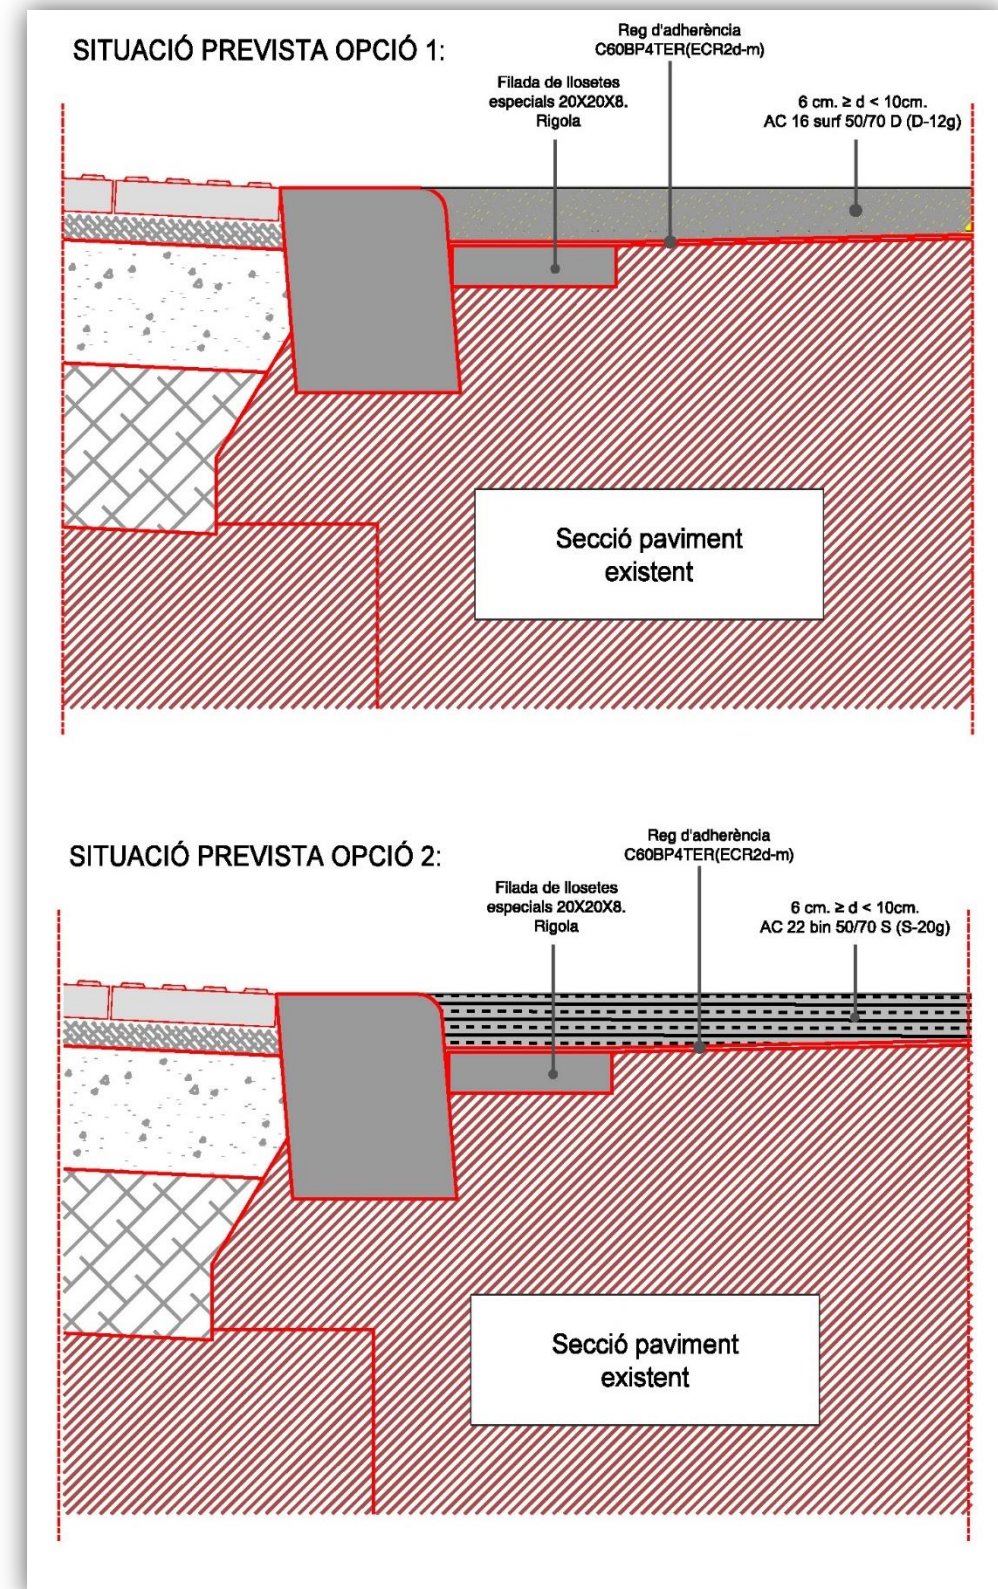 SITUACIÓ PREVISTA OPCIÓ 1:
Reg d'adherència
C60BP4TER(ECR2d-m)
Filada de llosetes
especials 20X20X8.
Rigola
6 cm. ≥ d < 10cm.
AC 16 surf 50/70 D (D-12g)
Secció paviment
existent
SITUACIÓ PREVISTA OPCIÓ 2:
Reg d'adherència
C60BP4TER(ECR2d-m)
Filada de llosetes
especials 20X20X8.
Rigola
6 cm. ≥ d < 10cm.
AC 22 bin 50/70 S (S-20g)
Secció paviment
existent